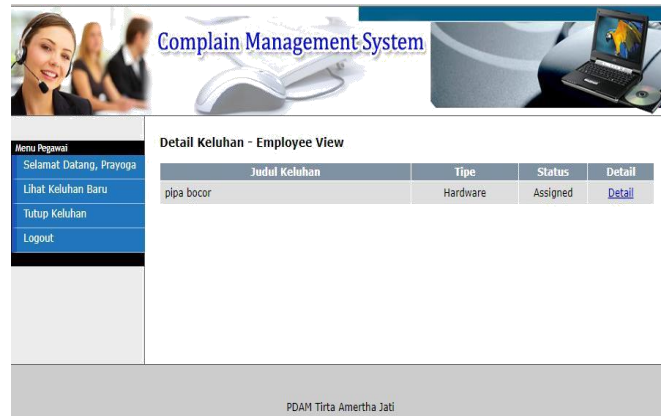 Complain Management System
Menu Pegawai
Selamat Datang, Prayoga
Lihat Keluhan Baru
Tutup Keluhan
Logout
Detail Keluhan - Employee View
Judul Keluhan Tipe Status Detail
pipa bocor Hardware Assigned Detail
PDAM Tirta Amertha Jati